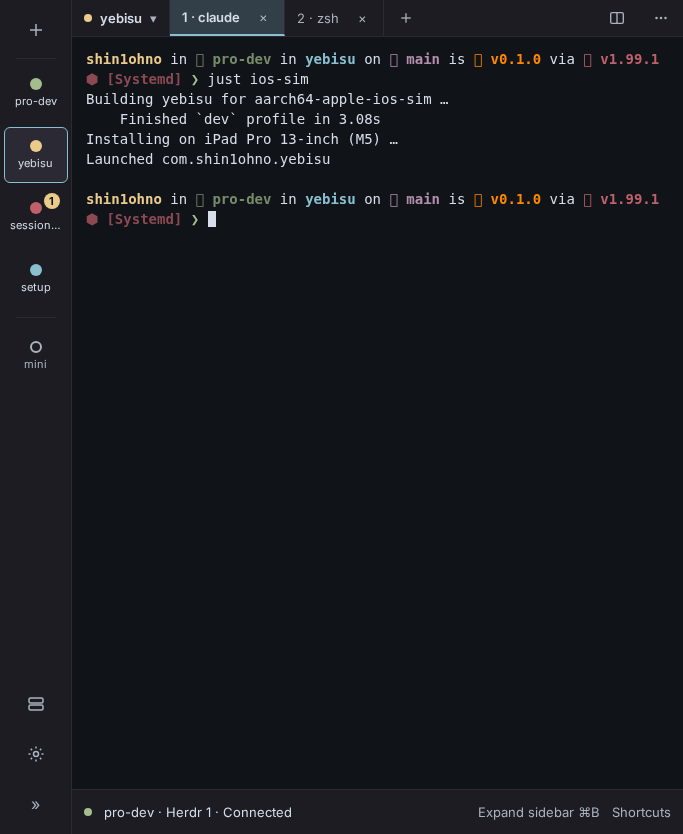 yebisu ▾ 1 · claude × 2 · zsh ×
pro-dev
yebisu
1
session...
setup
mini
shin1ohno in pro-dev in yebisu on main is v0.1.0 via v1.99.1
[Systemd] ❯ just ios-sim
Building yebisu for aarch64-apple-ios-sim …
Finished `dev` profile in 3.08s
Installing on iPad Pro 13-inch (M5) …
Launched com.shin1ohno.yebisu
shin1ohno in pro-dev in yebisu on main is v0.1.0 via v1.99.1
[Systemd] ❯
pro-dev · Herdr 1 · Connected Expand sidebar ⌘B Shortcuts